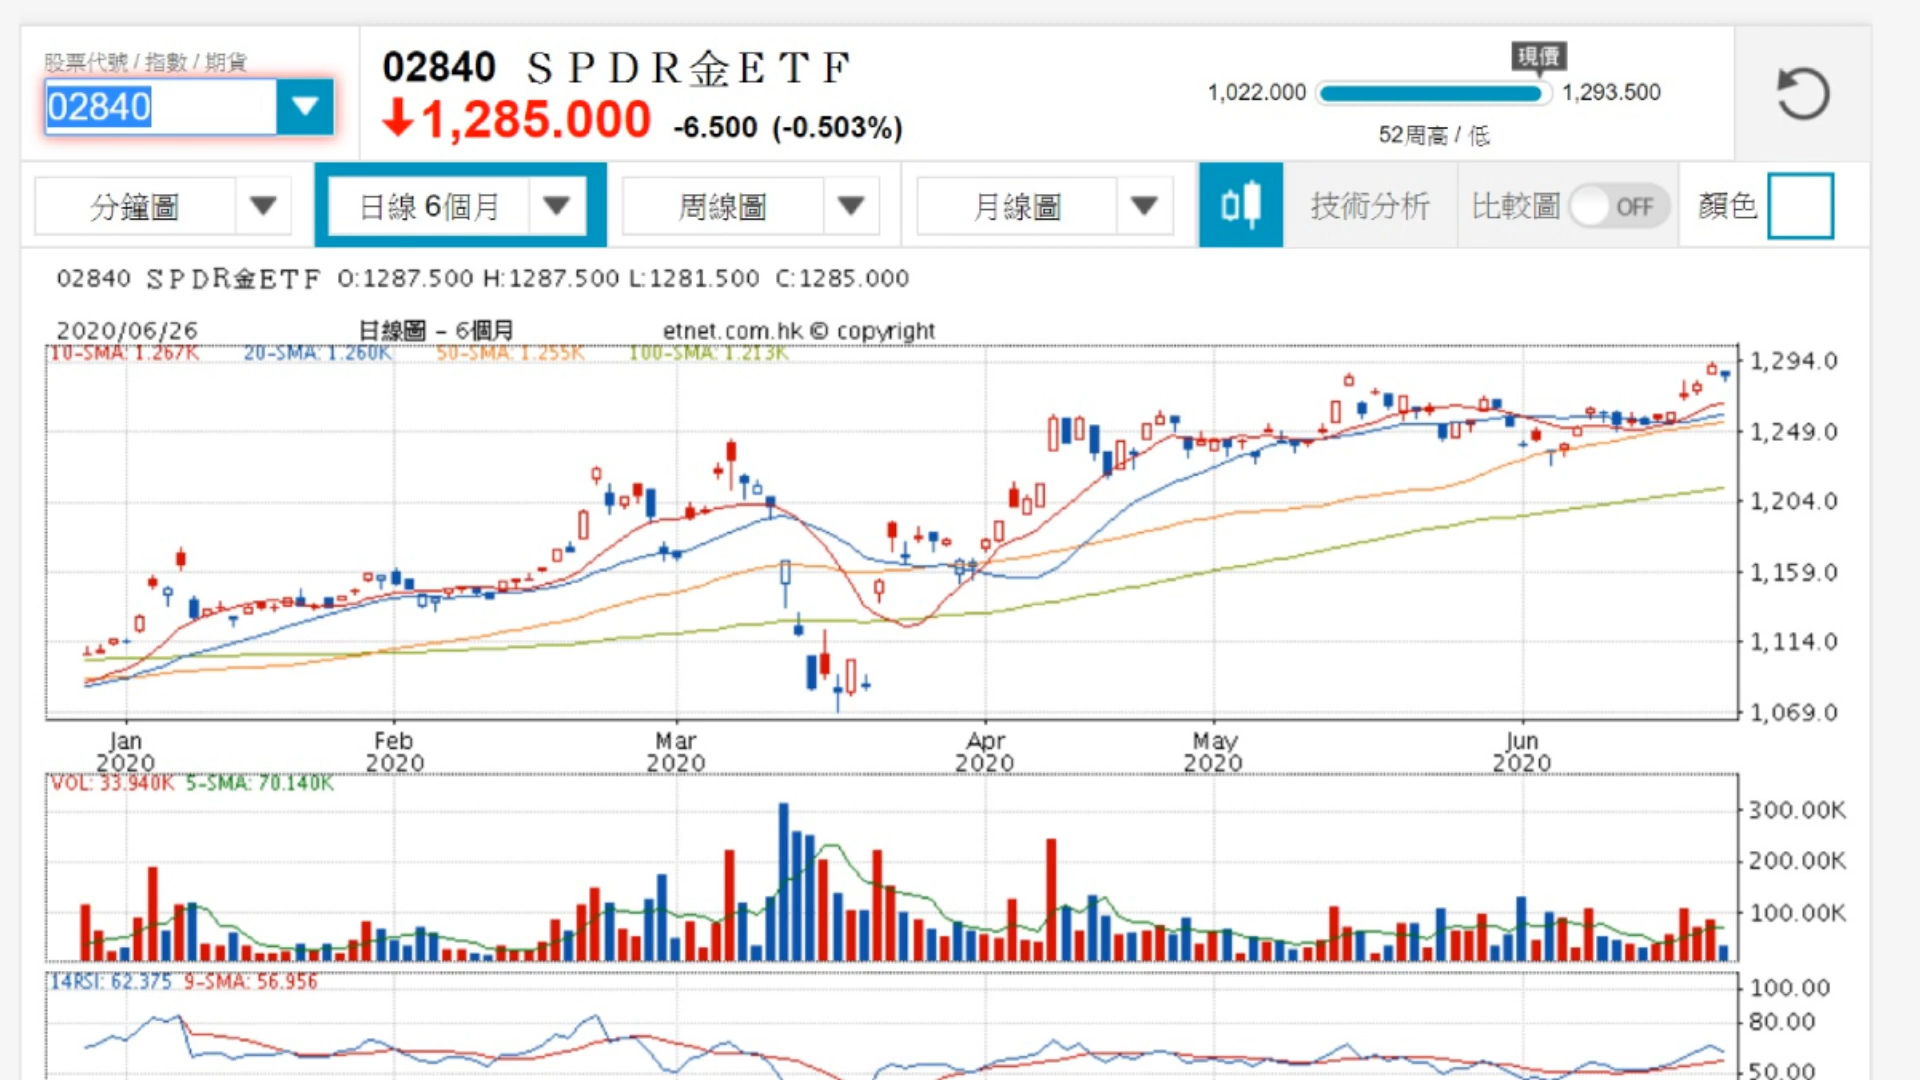 股票代號 / 指數 / 期貨
02840
02840 ＳＰＤＲ金ＥＴＦ
1,285.000 -6.500 (-0.503%)
現價
1,022.000 1,293.500
52周高 / 低
分鐘圖 日線 6個月 周線圖 月線圖 技術分析 比較圖 OFF 顏色
02840 ＳＰＤＲ金ＥＴＦ O:1287.500 H:1287.500 L:1281.500 C:1285.000
2020/06/26 日線圖 – 6個月 etnet.com.hk © copyright
10-SMA: 1.267K 20-SMA: 1.260K 50-SMA: 1.255K 100-SMA: 1.213K
1,294.0
1,249.0
1,204.0
1,159.0
1,114.0
1,069.0
Jan Feb Mar Apr May Jun
2020 2020 2020 2020 2020 2020
VOL: 33.940K 5-SMA: 70.140K
300.00K
200.00K
100.00K
14RSI: 62.375 9-SMA: 56.956
100.00
80.00
50.00